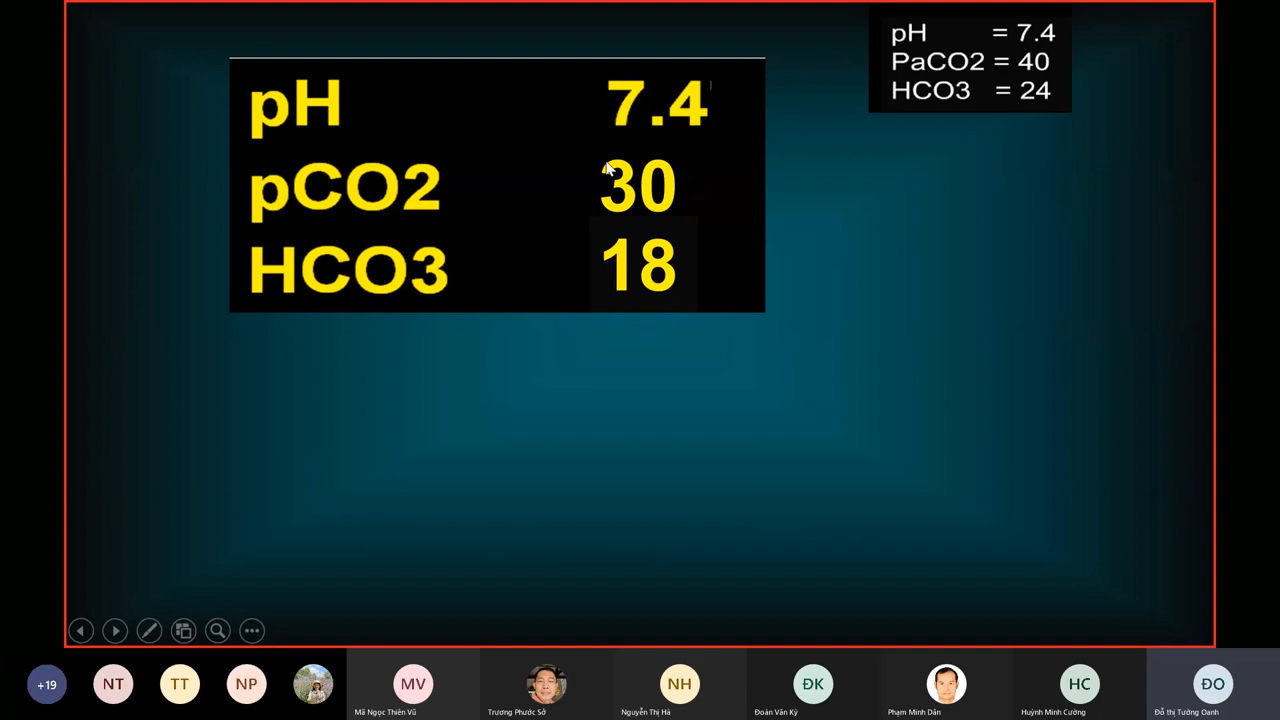 pH 7.4
pCO2 30
HCO3 18
pH = 7.4
PaCO2 = 40
HCO3 = 24
+19
NT
TT
NP
MV
NH
ĐK
HC
ĐO
Mã Ngọc Thiên Vũ
Trương Phước Sở
Nguyễn Thị Hà
Đoàn Văn Kỳ
Phạm Minh Dân
Huỳnh Minh Cường
Đỗ thị Tường Oanh